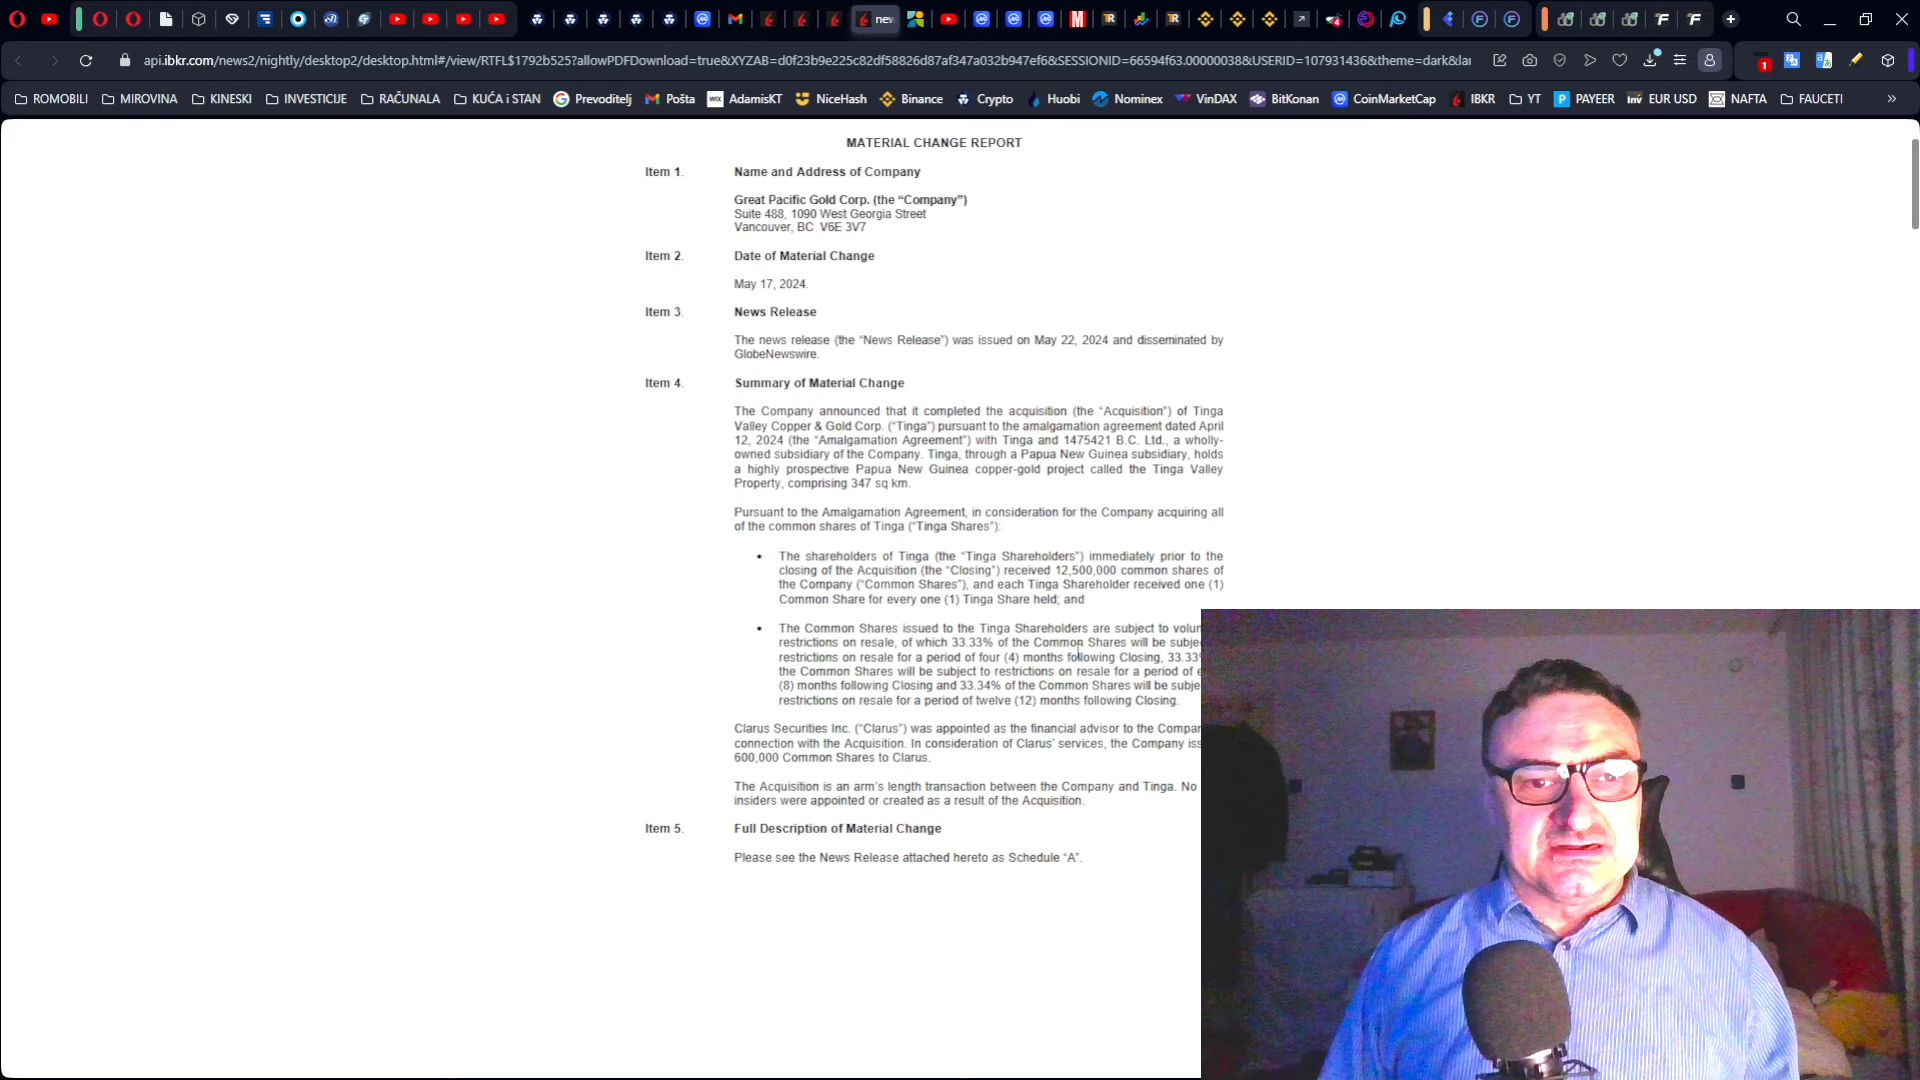 new
api.ibkr.com/news2/nightly/desktop2/desktop.html#/view/RTFL$1792b525?allowPDFDownload=true&XYZAB=d0f23b9e225c82df58826d87af347a032b947ef6&SESSIONID=66594f63.00000038&USERID=107931436&theme=dark&lar
ROMOBILI MIROVINA KINESKI INVESTICIJE RAČUNALA KUĆA i STAN Prevoditelj Pošta AdamisKT NiceHash Binance Crypto Huobi Nominex VinDAX BitKonan CoinMarketCap IBKR YT PAYEER EUR USD NAFTA FAUCETI
MATERIAL CHANGE REPORT
Item 1. Name and Address of Company
Great Pacific Gold Corp. (the “Company”)
Suite 488, 1090 West Georgia Street
Vancouver, BC V6E 3V7
Item 2. Date of Material Change
May 17, 2024.
Item 3. News Release
The news release (the “News Release”) was issued on May 22, 2024 and disseminated by
GlobeNewswire.
Item 4. Summary of Material Change
The Company announced that it completed the acquisition (the “Acquisition”) of Tinga
Valley Copper & Gold Corp. (“Tinga”) pursuant to the amalgamation agreement dated April
12, 2024 (the “Amalgamation Agreement”) with Tinga and 1475421 B.C. Ltd., a wholly-
owned subsidiary of the Company. Tinga, through a Papua New Guinea subsidiary, holds
a highly prospective Papua New Guinea copper-gold project called the Tinga Valley
Property, comprising 347 sq km.
Pursuant to the Amalgamation Agreement, in consideration for the Company acquiring all
of the common shares of Tinga (“Tinga Shares”):
• The shareholders of Tinga (the “Tinga Shareholders”) immediately prior to the
closing of the Acquisition (the “Closing”) received 12,500,000 common shares of
the Company (“Common Shares”), and each Tinga Shareholder received one (1)
Common Share for every one (1) Tinga Share held; and
• The Common Shares issued to the Tinga Shareholders are subject to volun
restrictions on resale, of which 33.33% of the Common Shares will be subje
restrictions on resale for a period of four (4) months following Closing, 33.33%
the Common Shares will be subject to restrictions on resale for a period of e
(8) months following Closing and 33.34% of the Common Shares will be subje
restrictions on resale for a period of twelve (12) months following Closing.
Clarus Securities Inc. (“Clarus”) was appointed as the financial advisor to the Compan
connection with the Acquisition. In consideration of Clarus’ services, the Company iss
600,000 Common Shares to Clarus.
The Acquisition is an arm’s length transaction between the Company and Tinga. No
insiders were appointed or created as a result of the Acquisition.
Item 5. Full Description of Material Change
Please see the News Release attached hereto as Schedule “A”.